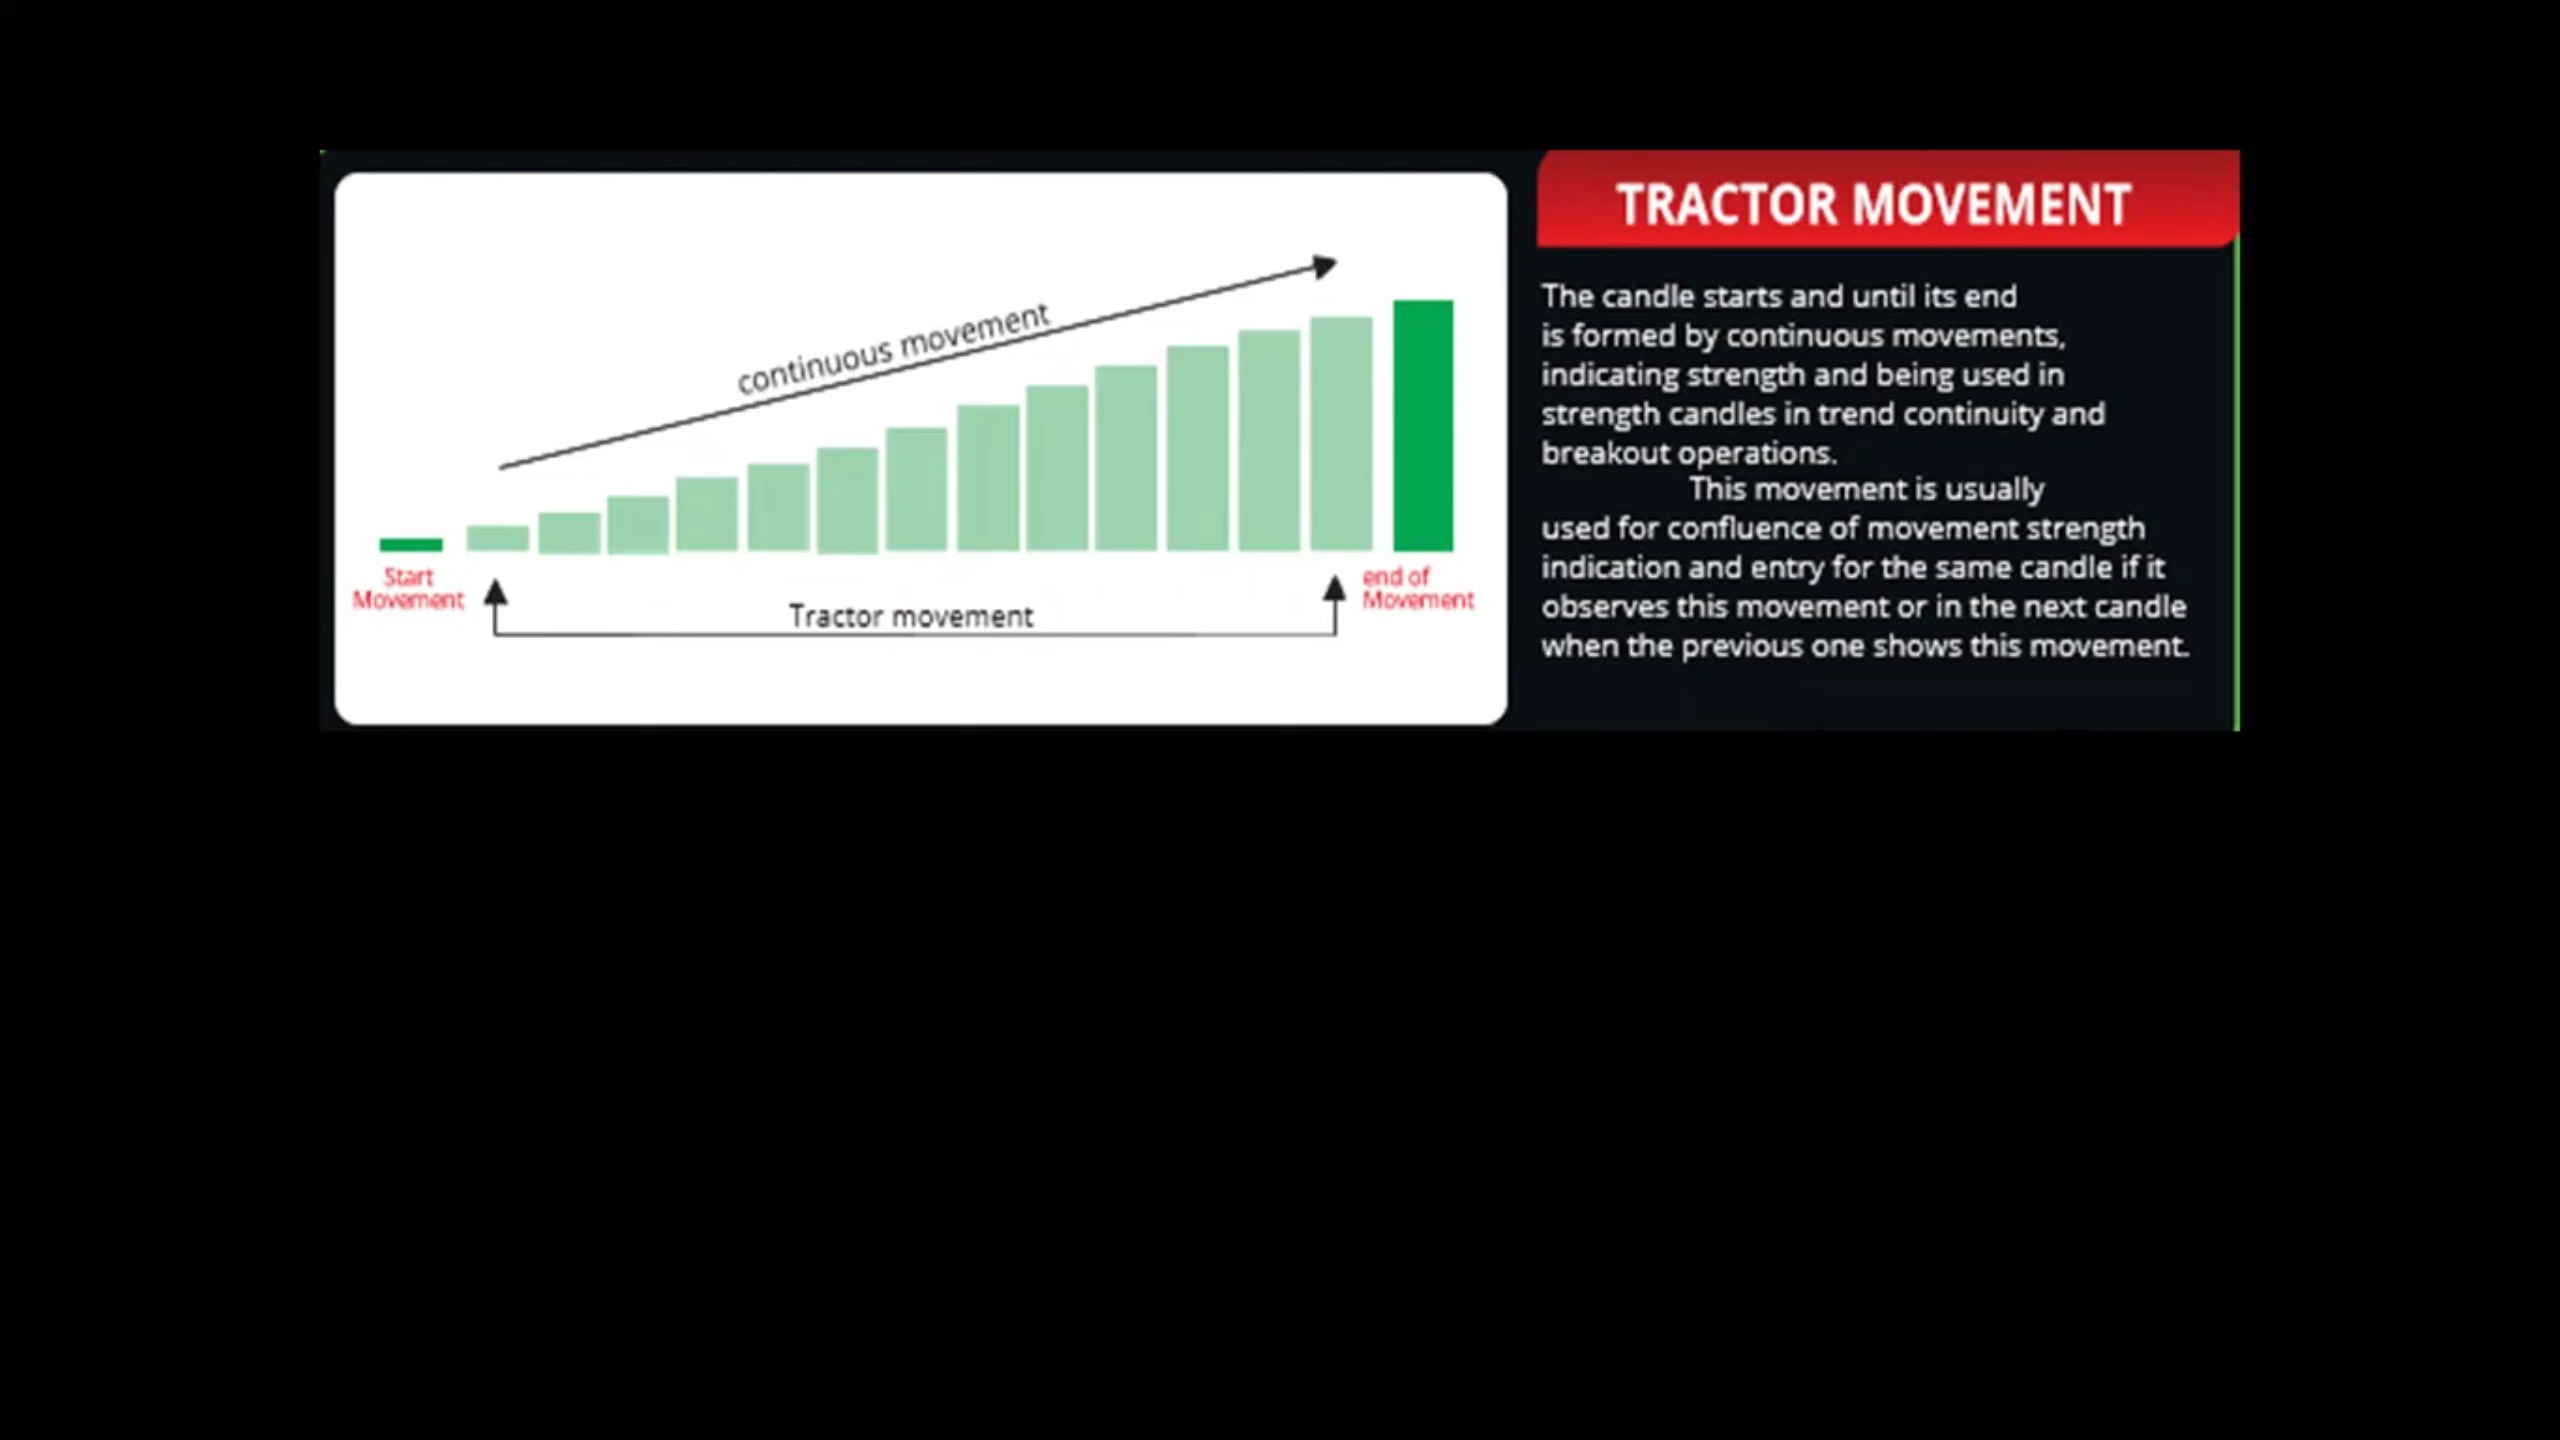 continuous movement
Start
Movement
Tractor movement
end of
Movement
TRACTOR MOVEMENT
The candle starts and until its end
is formed by continuous movements,
indicating strength and being used in
strength candles in trend continuity and
breakout operations.
This movement is usually
used for confluence of movement strength
indication and entry for the same candle if it
observes this movement or in the next candle
when the previous one shows this movement.